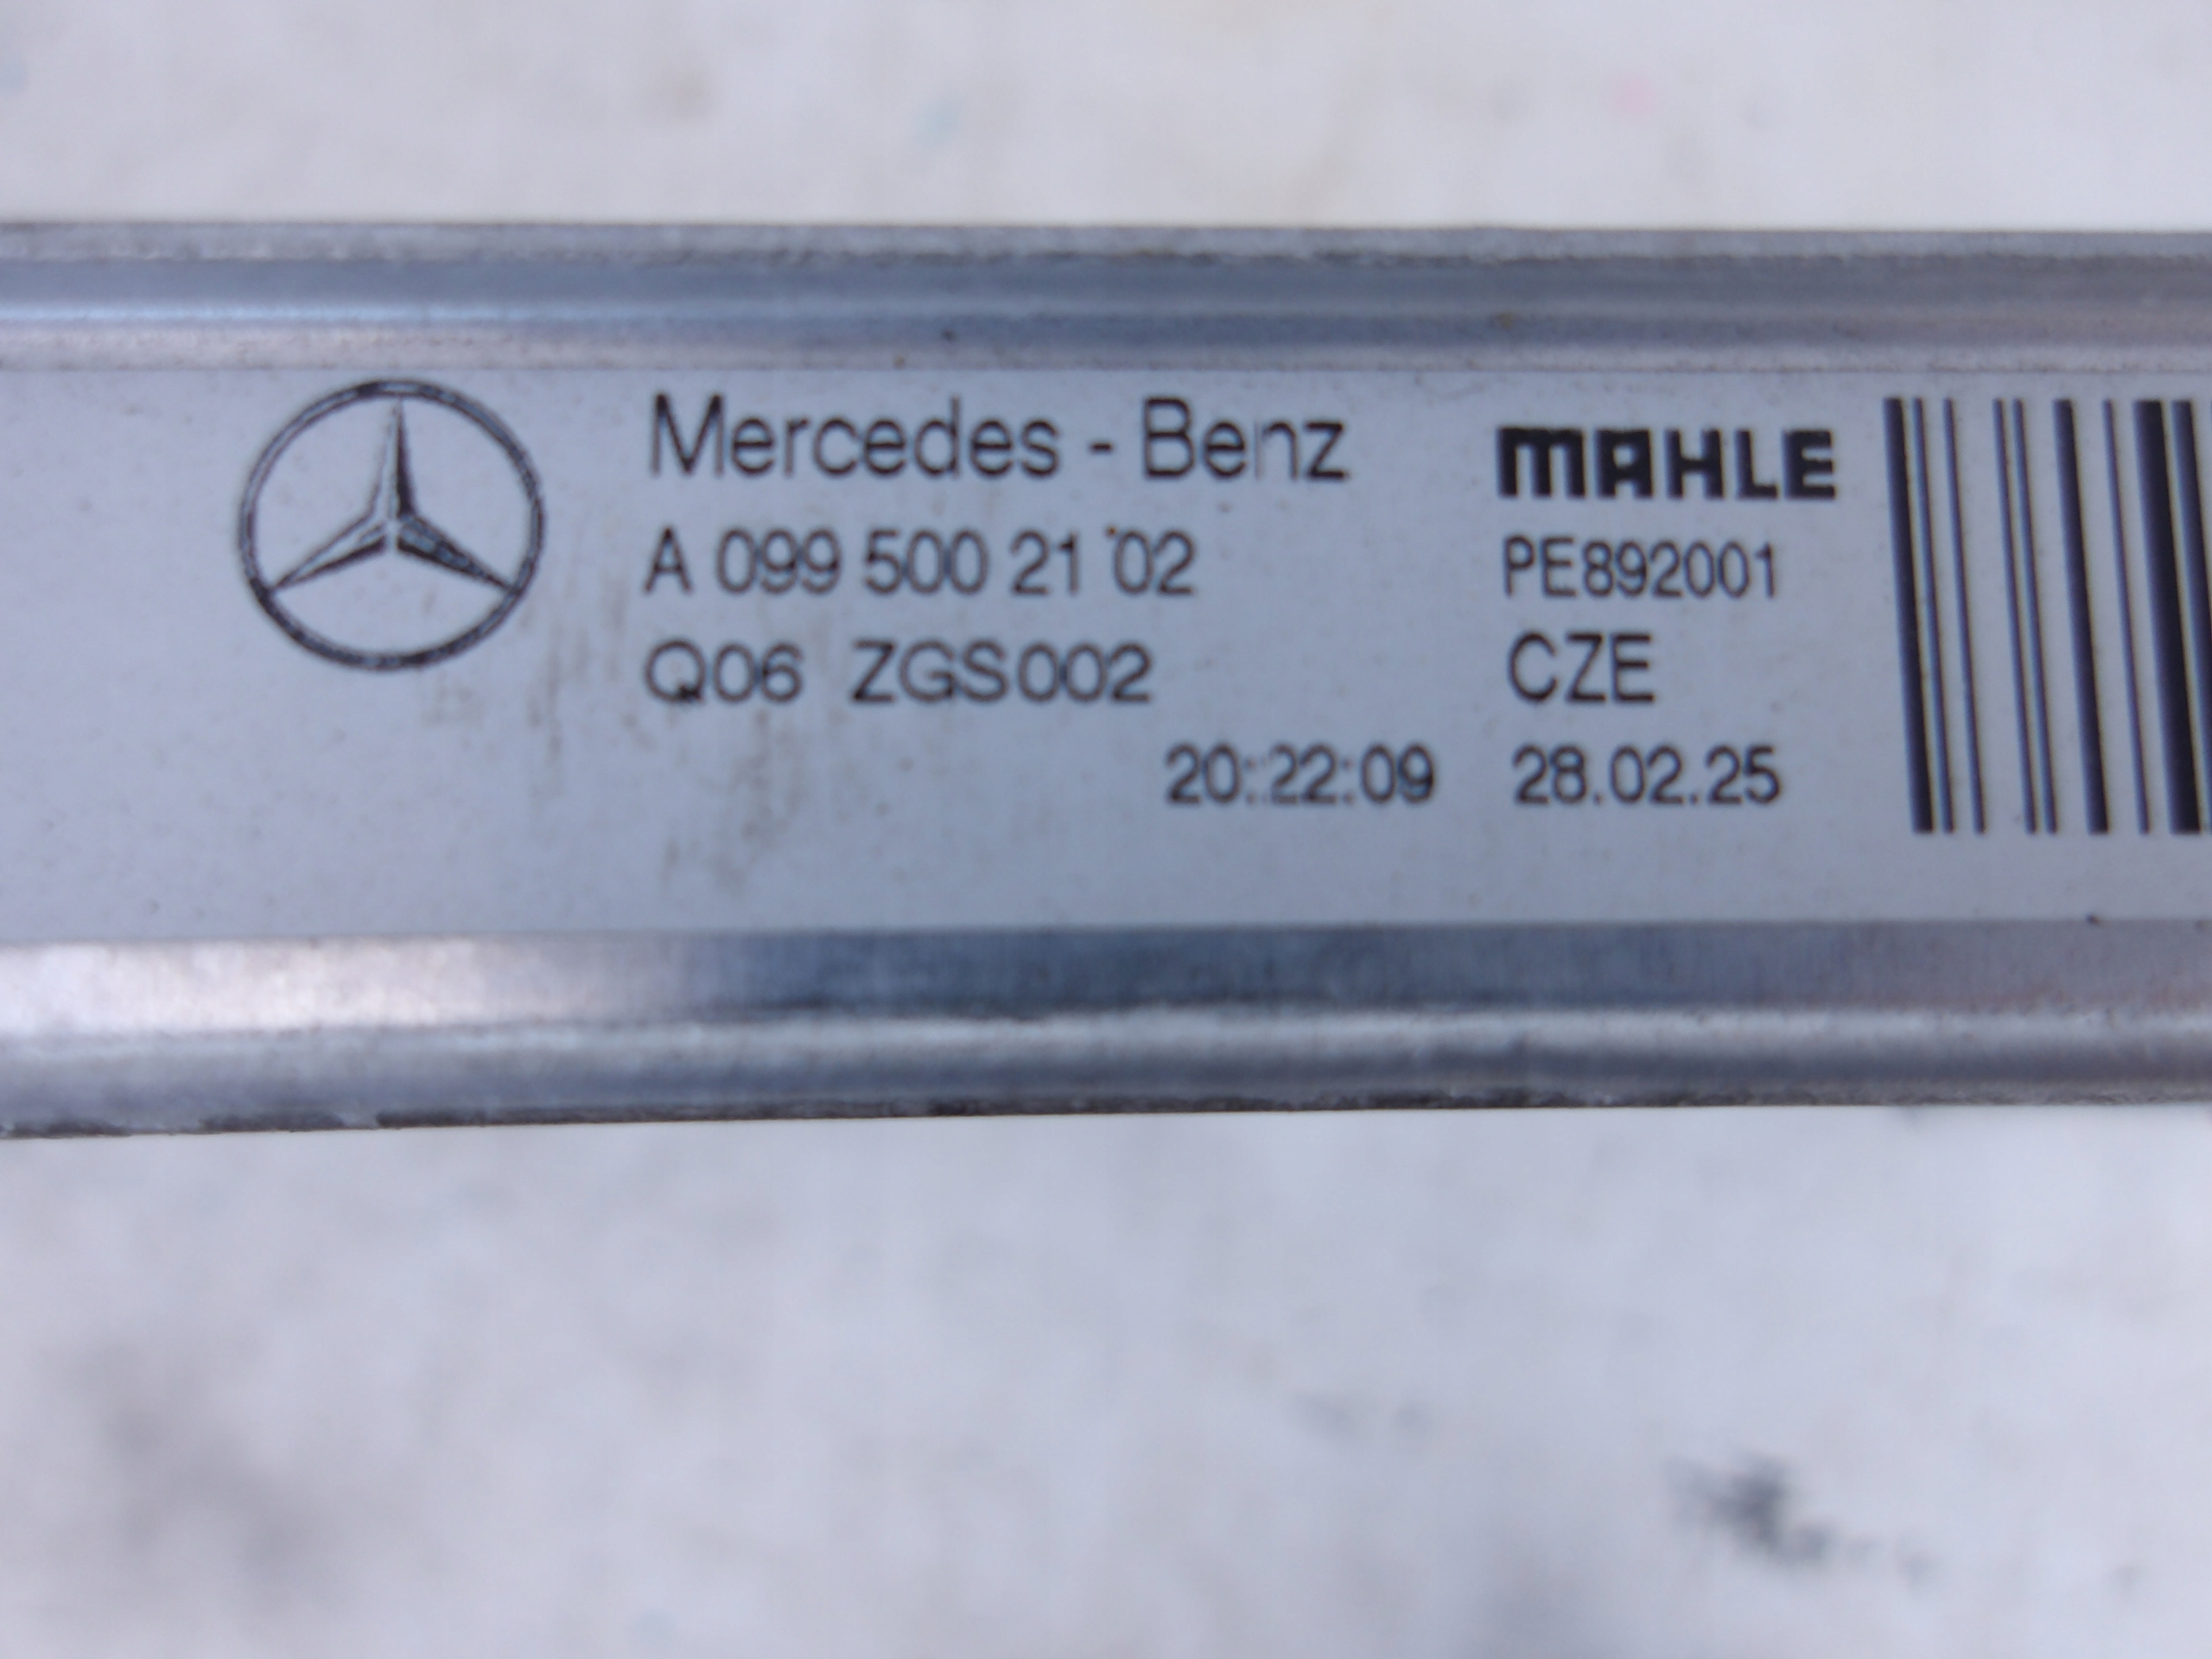 Mercedes - Benz
A 099 500 21 02
Q06 ZGS002
20:22:09
MAHLE
PE892001
CZE
28.02.25